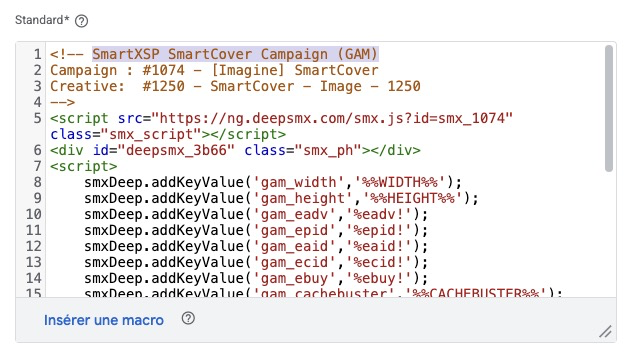 Standard* ?
1 <!-- SmartXSP SmartCover Campaign (GAM)
2 Campaign : #1074 - [Imagine] SmartCover
3 Creative:  #1250 - SmartCover - Image - 1250
4 -->
5 <script src="https://ng.deepsmx.com/smx.js?id=smx_1074"
class="smx_script"></script>
6 <div id="deepsmx_3b66" class="smx_ph"></div>
7 <script>
8     smxDeep.addKeyValue('gam_width','%%WIDTH%%');
9     smxDeep.addKeyValue('gam_height','%%HEIGHT%%');
10     smxDeep.addKeyValue('gam_eadv','%eadv!');
11     smxDeep.addKeyValue('gam_epid','%epid!');
12     smxDeep.addKeyValue('gam_eaid','%eaid!');
13     smxDeep.addKeyValue('gam_ecid','%ecid!');
14     smxDeep.addKeyValue('gam_ebuy','%ebuy!');
15     smxDeep.addKeyValue('gam_cachebuster','%%CACHEBUSTER%%');
Insérer une macro ?